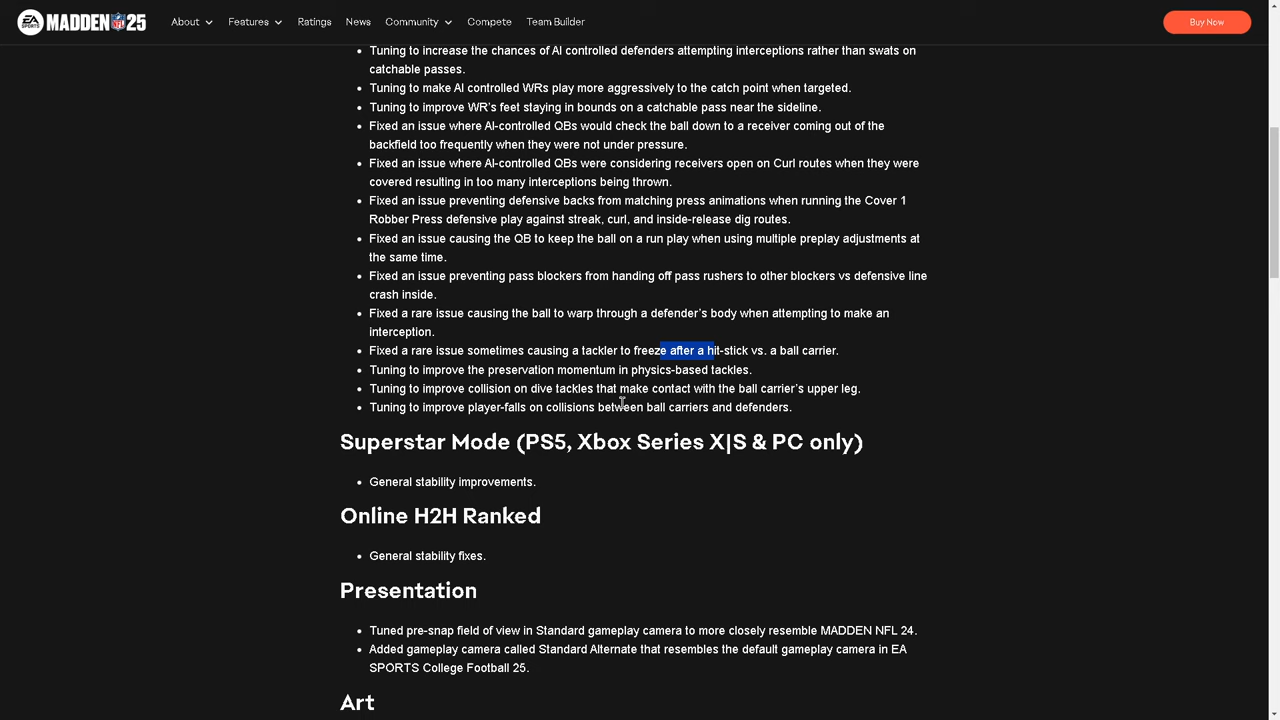 EA SPORTS MADDEN NFL 25 About Features Ratings News Community Compete Team Builder Buy Now
• Tuning to increase the chances of AI controlled defenders attempting interceptions rather than swats on
catchable passes.
• Tuning to make AI controlled WRs play more aggressively to the catch point when targeted.
• Tuning to improve WR's feet staying in bounds on a catchable pass near the sideline.
• Fixed an issue where AI-controlled QBs would check the ball down to a receiver coming out of the
backfield too frequently when they were not under pressure.
• Fixed an issue where AI-controlled QBs were considering receivers open on Curl routes when they were
covered resulting in too many interceptions being thrown.
• Fixed an issue preventing defensive backs from matching press animations when running the Cover 1
Robber Press defensive play against streak, curl, and inside-release dig routes.
• Fixed an issue causing the QB to keep the ball on a run play when using multiple preplay adjustments at
the same time.
• Fixed an issue preventing pass blockers from handing off pass rushers to other blockers vs defensive line
crash inside.
• Fixed a rare issue causing the ball to warp through a defender's body when attempting to make an
interception.
• Fixed a rare issue sometimes causing a tackler to freeze after a hit-stick vs. a ball carrier.
• Tuning to improve the preservation momentum in physics-based tackles.
• Tuning to improve collision on dive tackles that make contact with the ball carrier's upper leg.
• Tuning to improve player-falls on collisions between ball carriers and defenders.
Superstar Mode (PS5, Xbox Series X|S & PC only)
• General stability improvements.
Online H2H Ranked
• General stability fixes.
Presentation
• Tuned pre-snap field of view in Standard gameplay camera to more closely resemble MADDEN NFL 24.
• Added gameplay camera called Standard Alternate that resembles the default gameplay camera in EA
SPORTS College Football 25.
Art